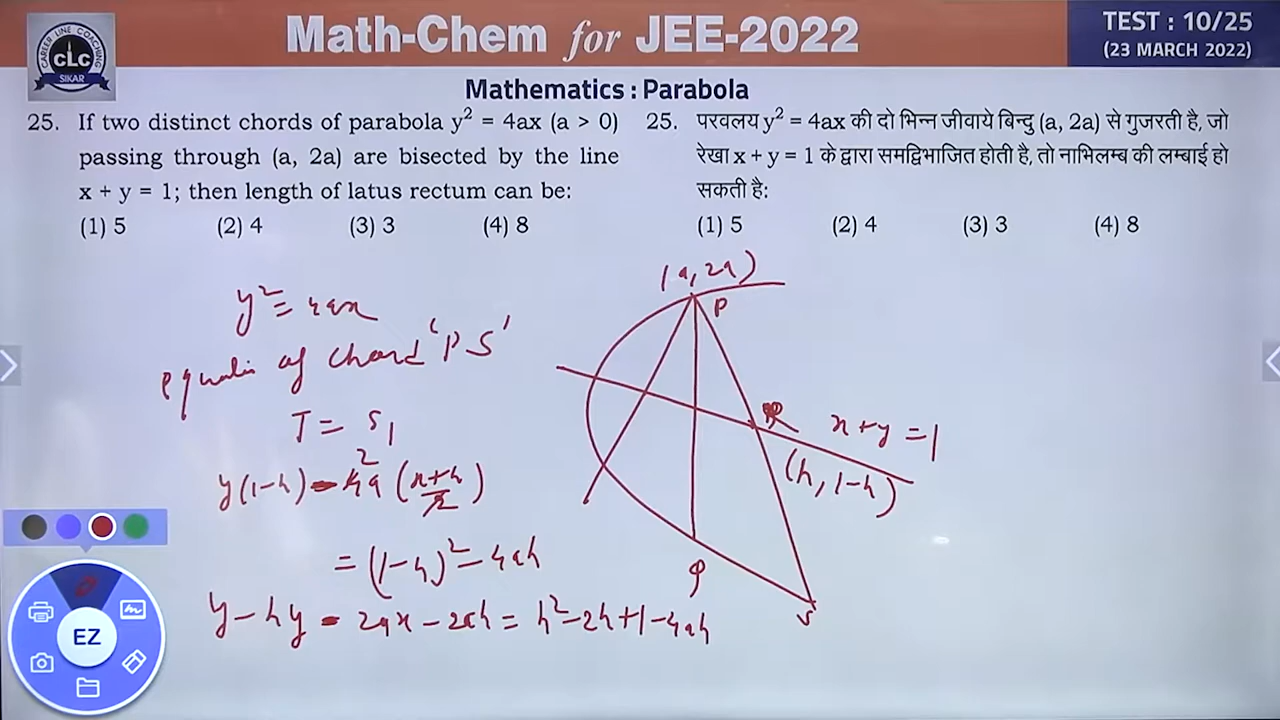 CAREER LINE COACHING
CLC
SIKAR
Math-Chem for JEE-2022
TEST : 10/25
(23 MARCH 2022)
Mathematics : Parabola
25. If two distinct chords of parabola y² = 4ax (a > 0)
passing through (a, 2a) are bisected by the line
x + y = 1; then length of latus rectum can be:
(1) 5 (2) 4 (3) 3 (4) 8
25. परवलय y² = 4ax की दो भिन्न जीवाये बिन्दु (a, 2a) से गुजरती है, जो
रेखा x + y = 1 के द्वारा समद्विभाजित होती है, तो नाभिलम्ब की लम्बाई हो
सकती है:
(1) 5 (2) 4 (3) 3 (4) 8
y² = 4ax
of chord 'PS'
T = S₁
y(1-h) - 4a (x+h)/2
2
= (1-h)² - 4ah
y - hy - 2ax - 2ah = h² - 2h + 1 - 4ah
(a, 2a)
P
R
x + y = 1
(h, 1-h)
Q
S
EZ